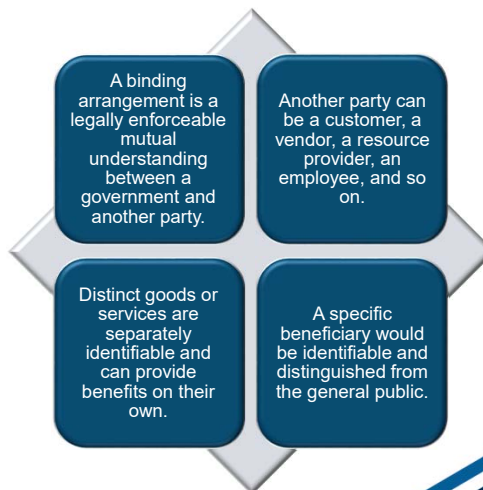 A binding
arrangement is a
legally enforceable
mutual
understanding
between a
government and
another party.
Another party can
be a customer, a
vendor, a resource
provider, an
employee, and so
on.
Distinct goods or
services are
separately
identifiable and
can provide
benefits on their
own.
A specific
beneficiary would
be identifiable and
distinguished from
the general public.